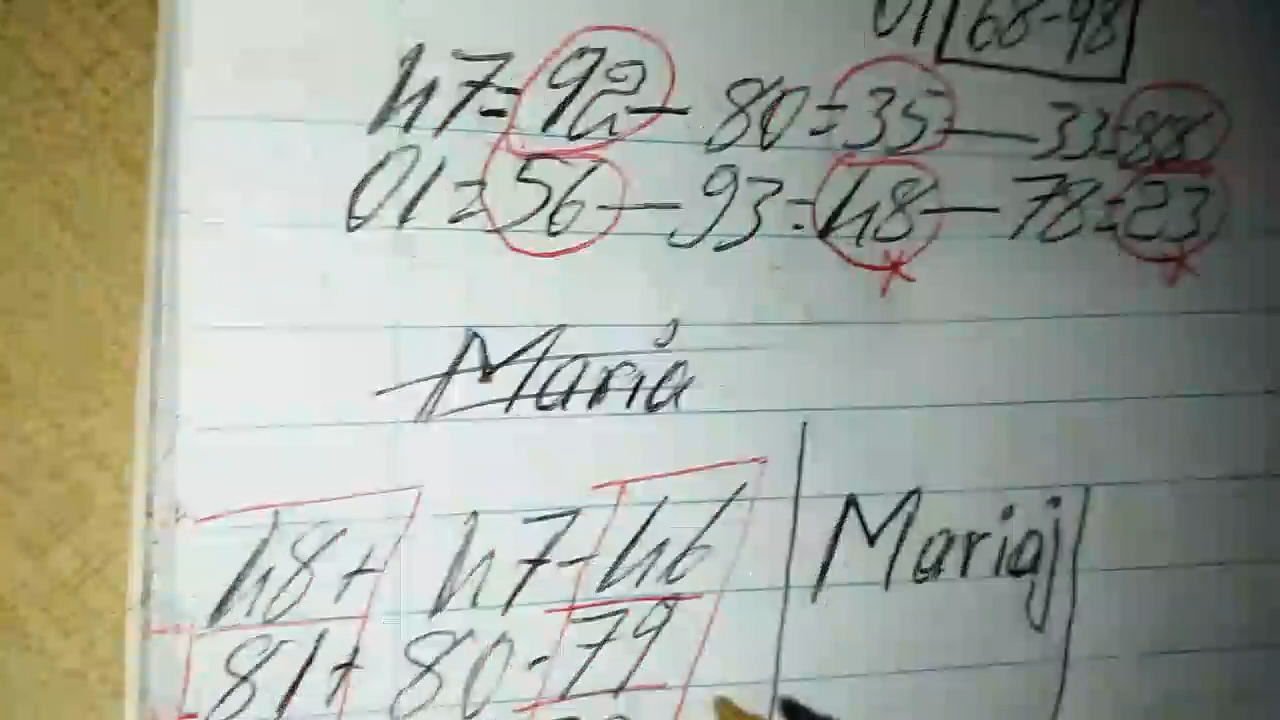 01 68-98
47=92-80=35-33=88
01=56-93=48-78=23
Maria
48+ 47-46 Mariaj
81+ 80-79